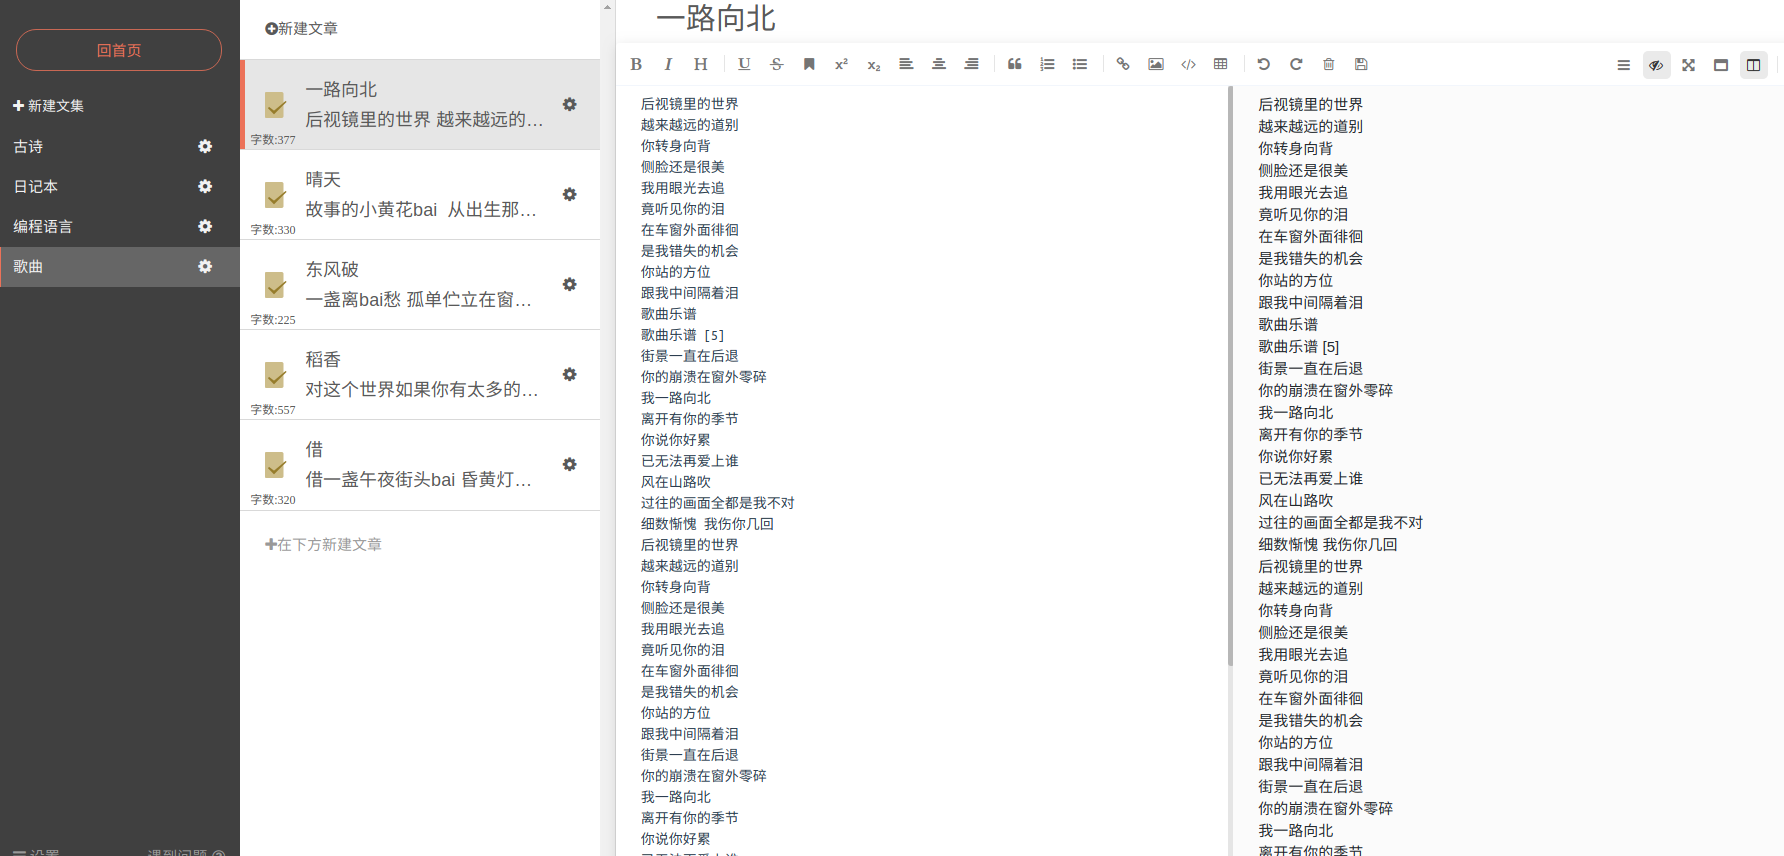 回首页
新建文集
古诗
日记本
编程语言
歌曲
设置
遇到问题
新建文章
一路向北
后视镜里的世界 越来越远的…
字数:377
晴天
故事的小黄花bai 从出生那…
字数:330
东风破
一盏离bai愁 孤单伫立在窗…
字数:225
稻香
对这个世界如果你有太多的…
字数:557
借
借一盏午夜街头bai 昏黄灯…
字数:320
在下方新建文章
一路向北
B I H U S x² x₂
后视镜里的世界
越来越远的道别
你转身向背
侧脸还是很美
我用眼光去追
竟听见你的泪
在车窗外面徘徊
是我错失的机会
你站的方位
跟我中间隔着泪
歌曲乐谱
歌曲乐谱 [5]
街景一直在后退
你的崩溃在窗外零碎
我一路向北
离开有你的季节
你说你好累
已无法再爱上谁
风在山路吹
过往的画面全都是我不对
细数惭愧 我伤你几回
后视镜里的世界
越来越远的道别
你转身向背
侧脸还是很美
我用眼光去追
竟听见你的泪
在车窗外面徘徊
是我错失的机会
你站的方位
跟我中间隔着泪
街景一直在后退
你的崩溃在窗外零碎
我一路向北
离开有你的季节
你说你好累
已无法再爱上谁
后视镜里的世界
越来越远的道别
你转身向背
侧脸还是很美
我用眼光去追
竟听见你的泪
在车窗外面徘徊
是我错失的机会
你站的方位
跟我中间隔着泪
歌曲乐谱
歌曲乐谱 [5]
街景一直在后退
你的崩溃在窗外零碎
我一路向北
离开有你的季节
你说你好累
已无法再爱上谁
风在山路吹
过往的画面全都是我不对
细数惭愧 我伤你几回
后视镜里的世界
越来越远的道别
你转身向背
侧脸还是很美
我用眼光去追
竟听见你的泪
在车窗外面徘徊
是我错失的机会
你站的方位
跟我中间隔着泪
街景一直在后退
你的崩溃在窗外零碎
我一路向北
离开有你的季节